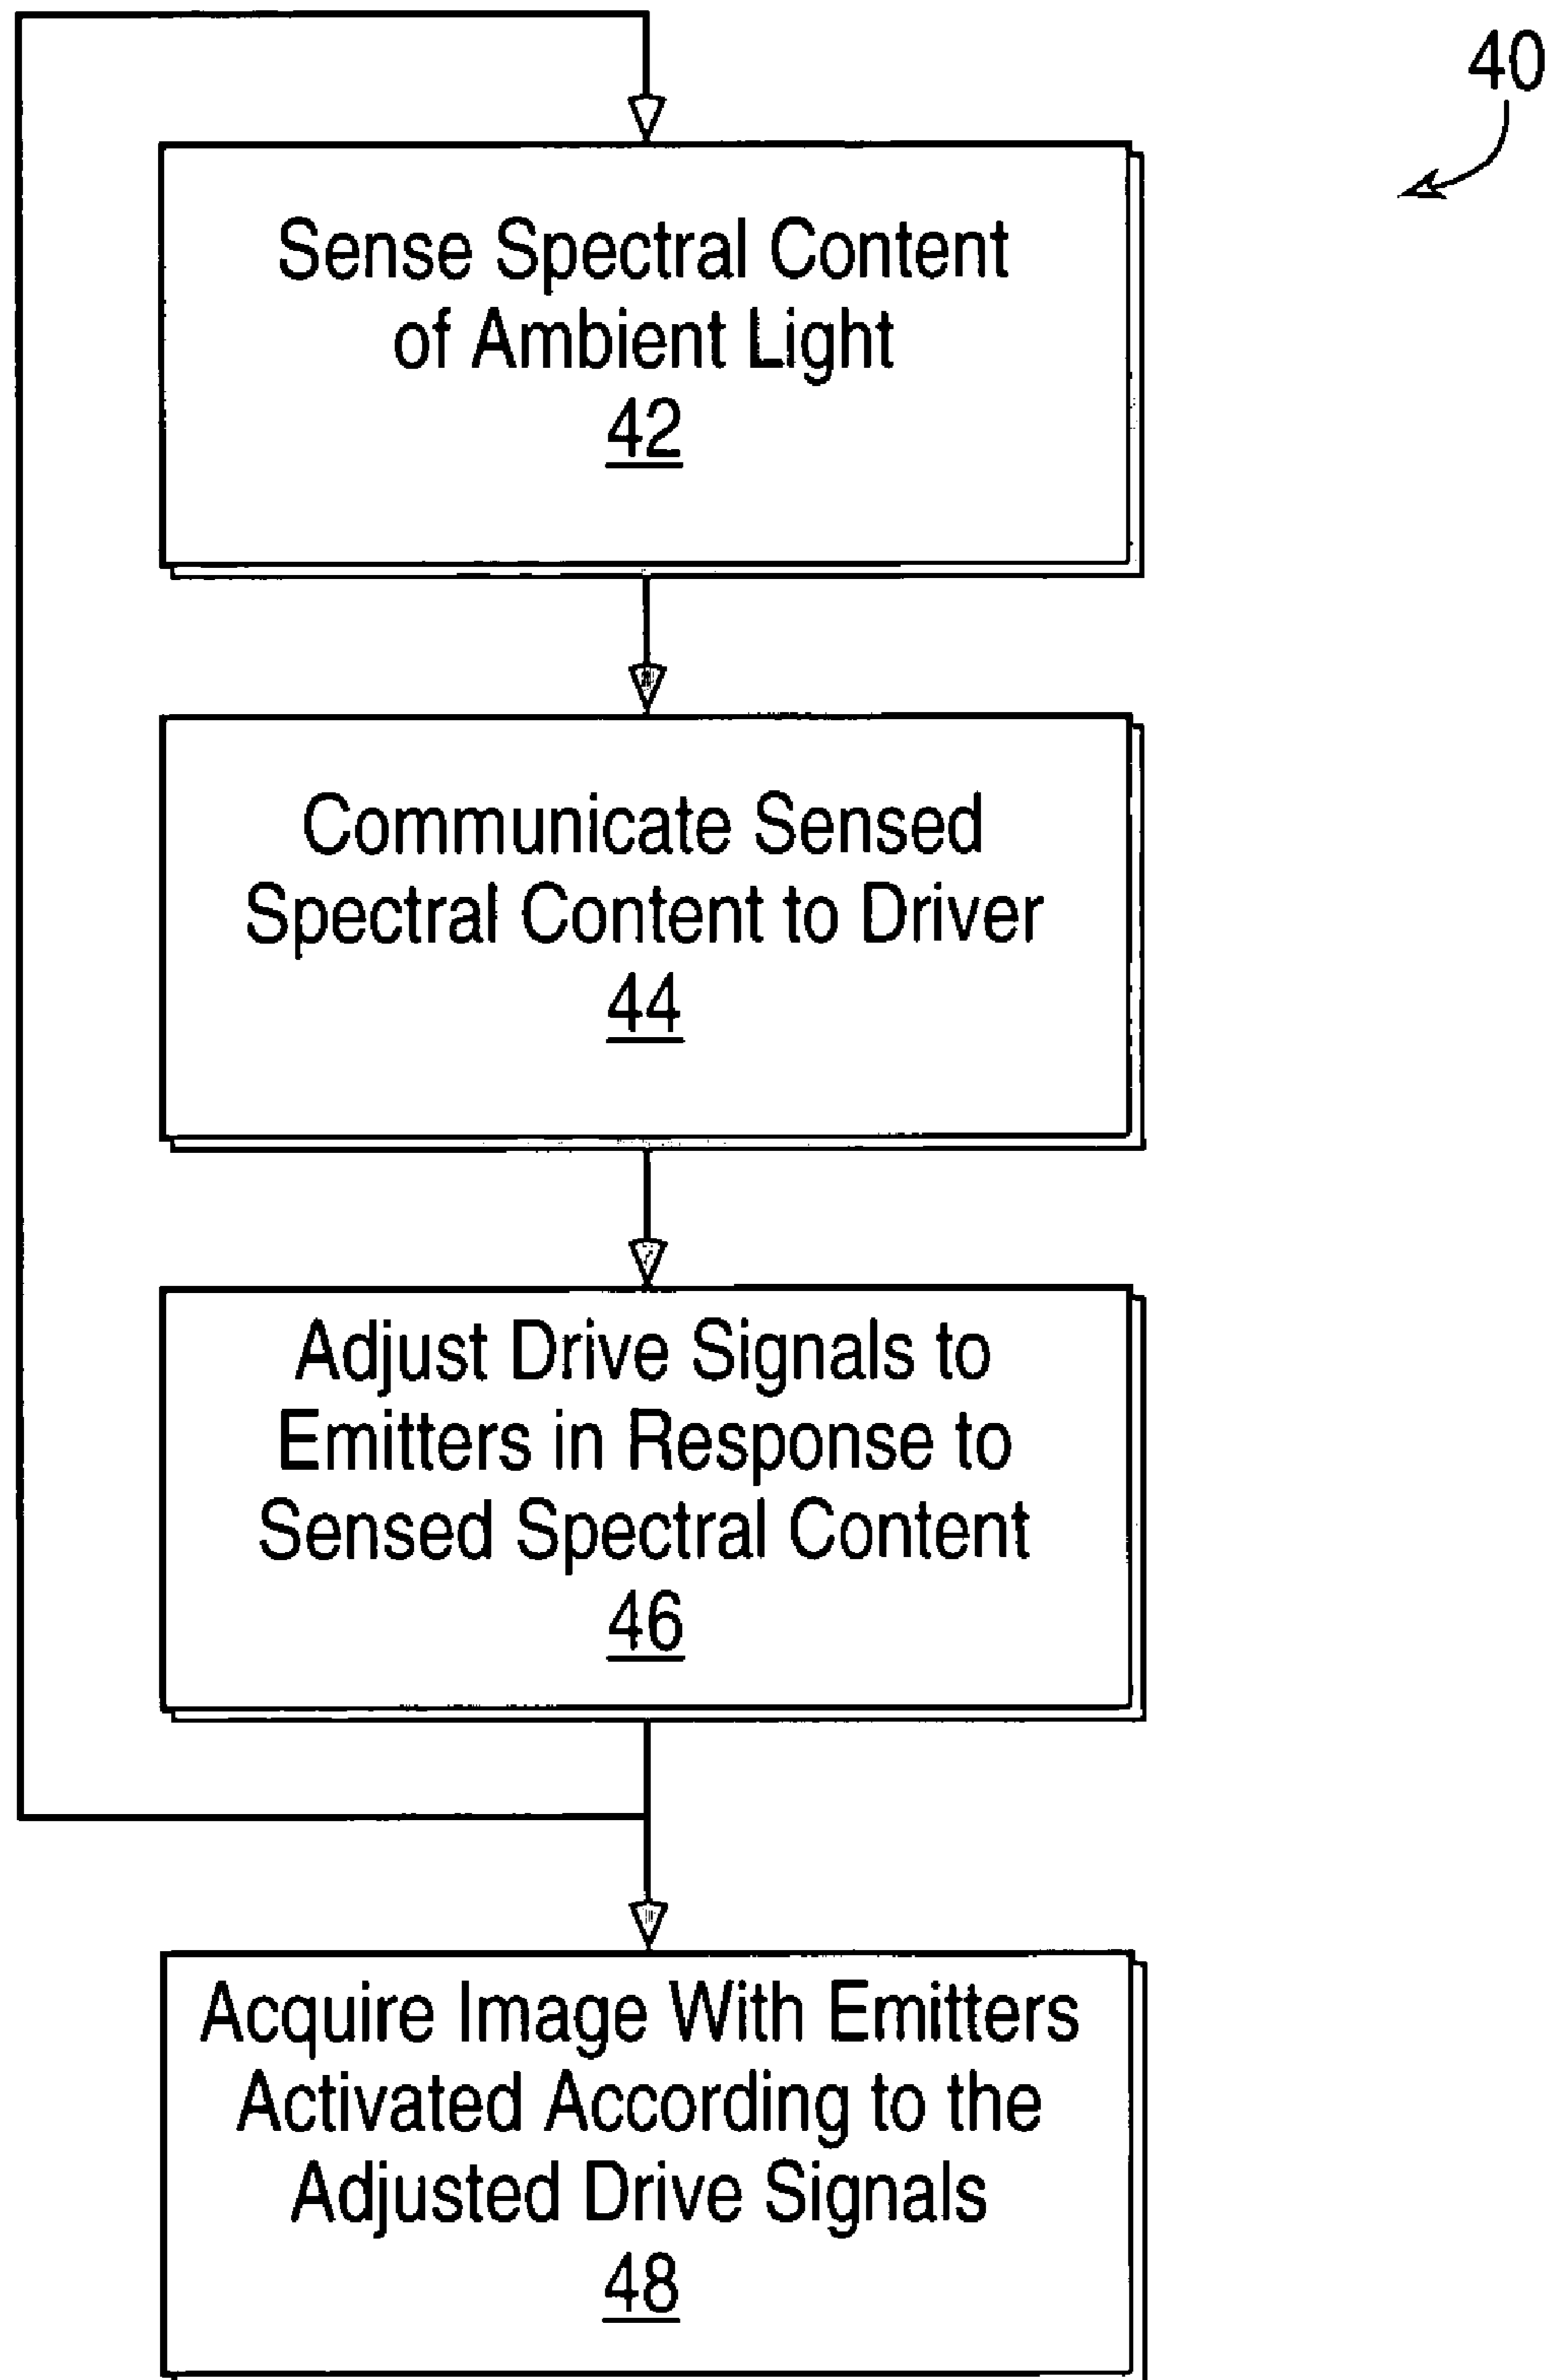 40
Sense Spectral Content
of Ambient Light
42
Communicate Sensed
Spectral Content to Driver
44
Adjust Drive Signals to
Emitters in Response to
Sensed Spectral Content
46
Acquire Image With Emitters
Activated According to the
Adjusted Drive Signals
48